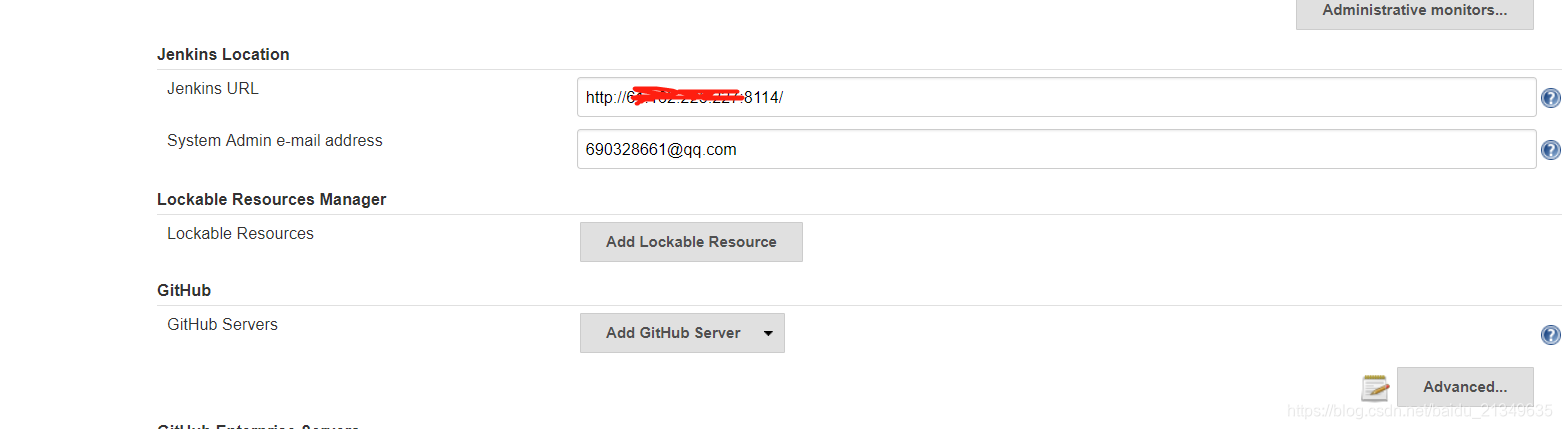 Administrative monitors...
Jenkins Location
Jenkins URL
http://
:8114/
System Admin e-mail address
690328661@qq.com
Lockable Resources Manager
Lockable Resources
Add Lockable Resource
GitHub
GitHub Servers
Add GitHub Server
Advanced...
https://blog.csdn.net/baidu_21349635
GitHub Enterprise Servers